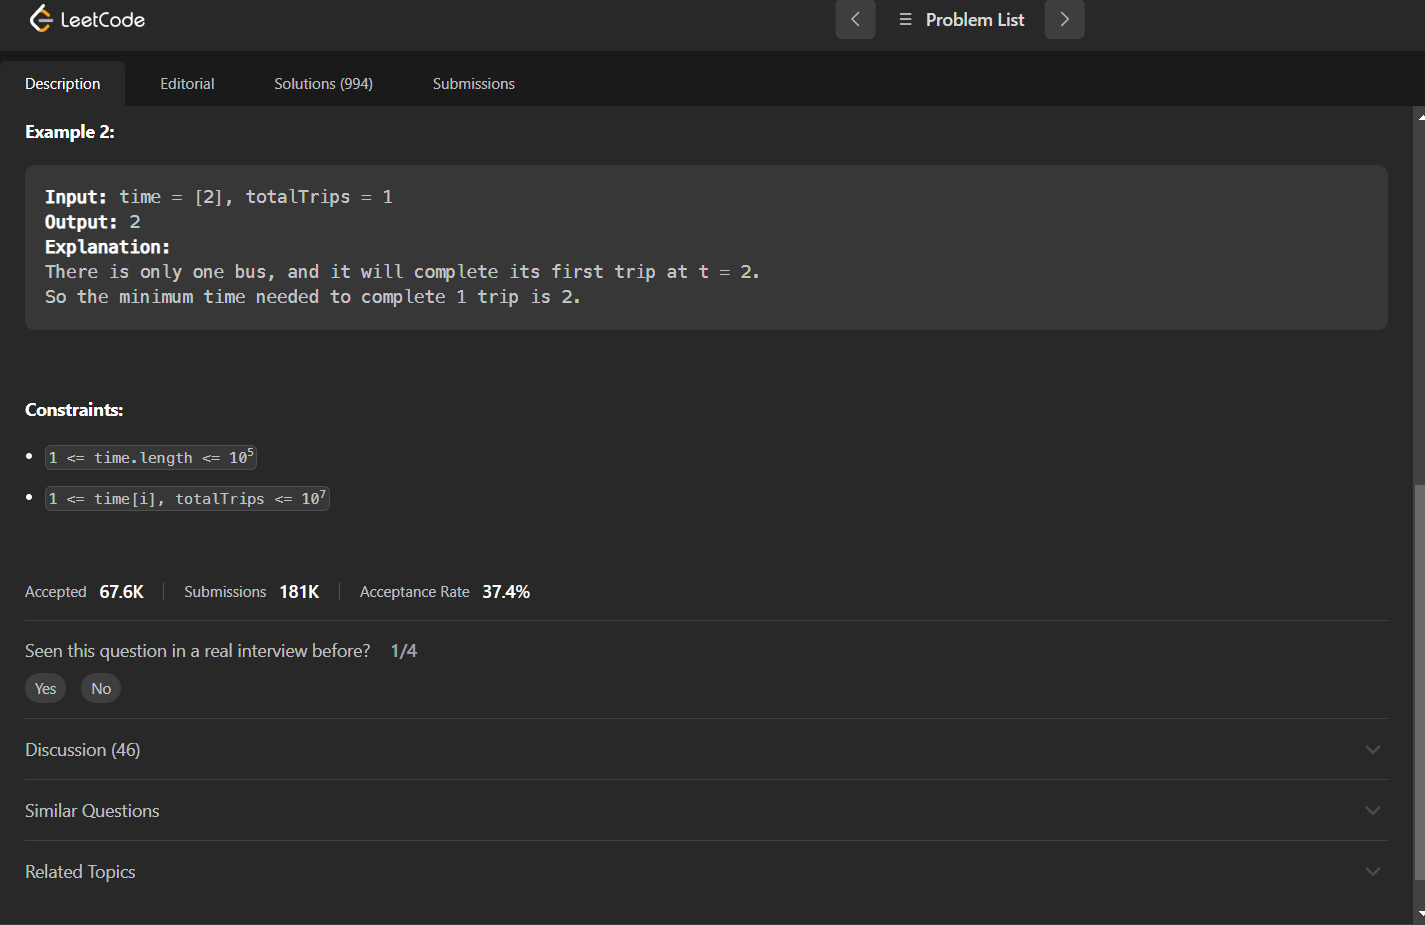 LeetCode
Problem List
Description Editorial Solutions (994) Submissions
Example 2:
Input: time = [2], totalTrips = 1
Output: 2
Explanation:
There is only one bus, and it will complete its first trip at t = 2.
So the minimum time needed to complete 1 trip is 2.
Constraints:
• 1 <= time.length <= 10⁵
• 1 <= time[i], totalTrips <= 10⁷
Accepted 67.6K Submissions 181K Acceptance Rate 37.4%
Seen this question in a real interview before? 1/4
Yes No
Discussion (46)
Similar Questions
Related Topics